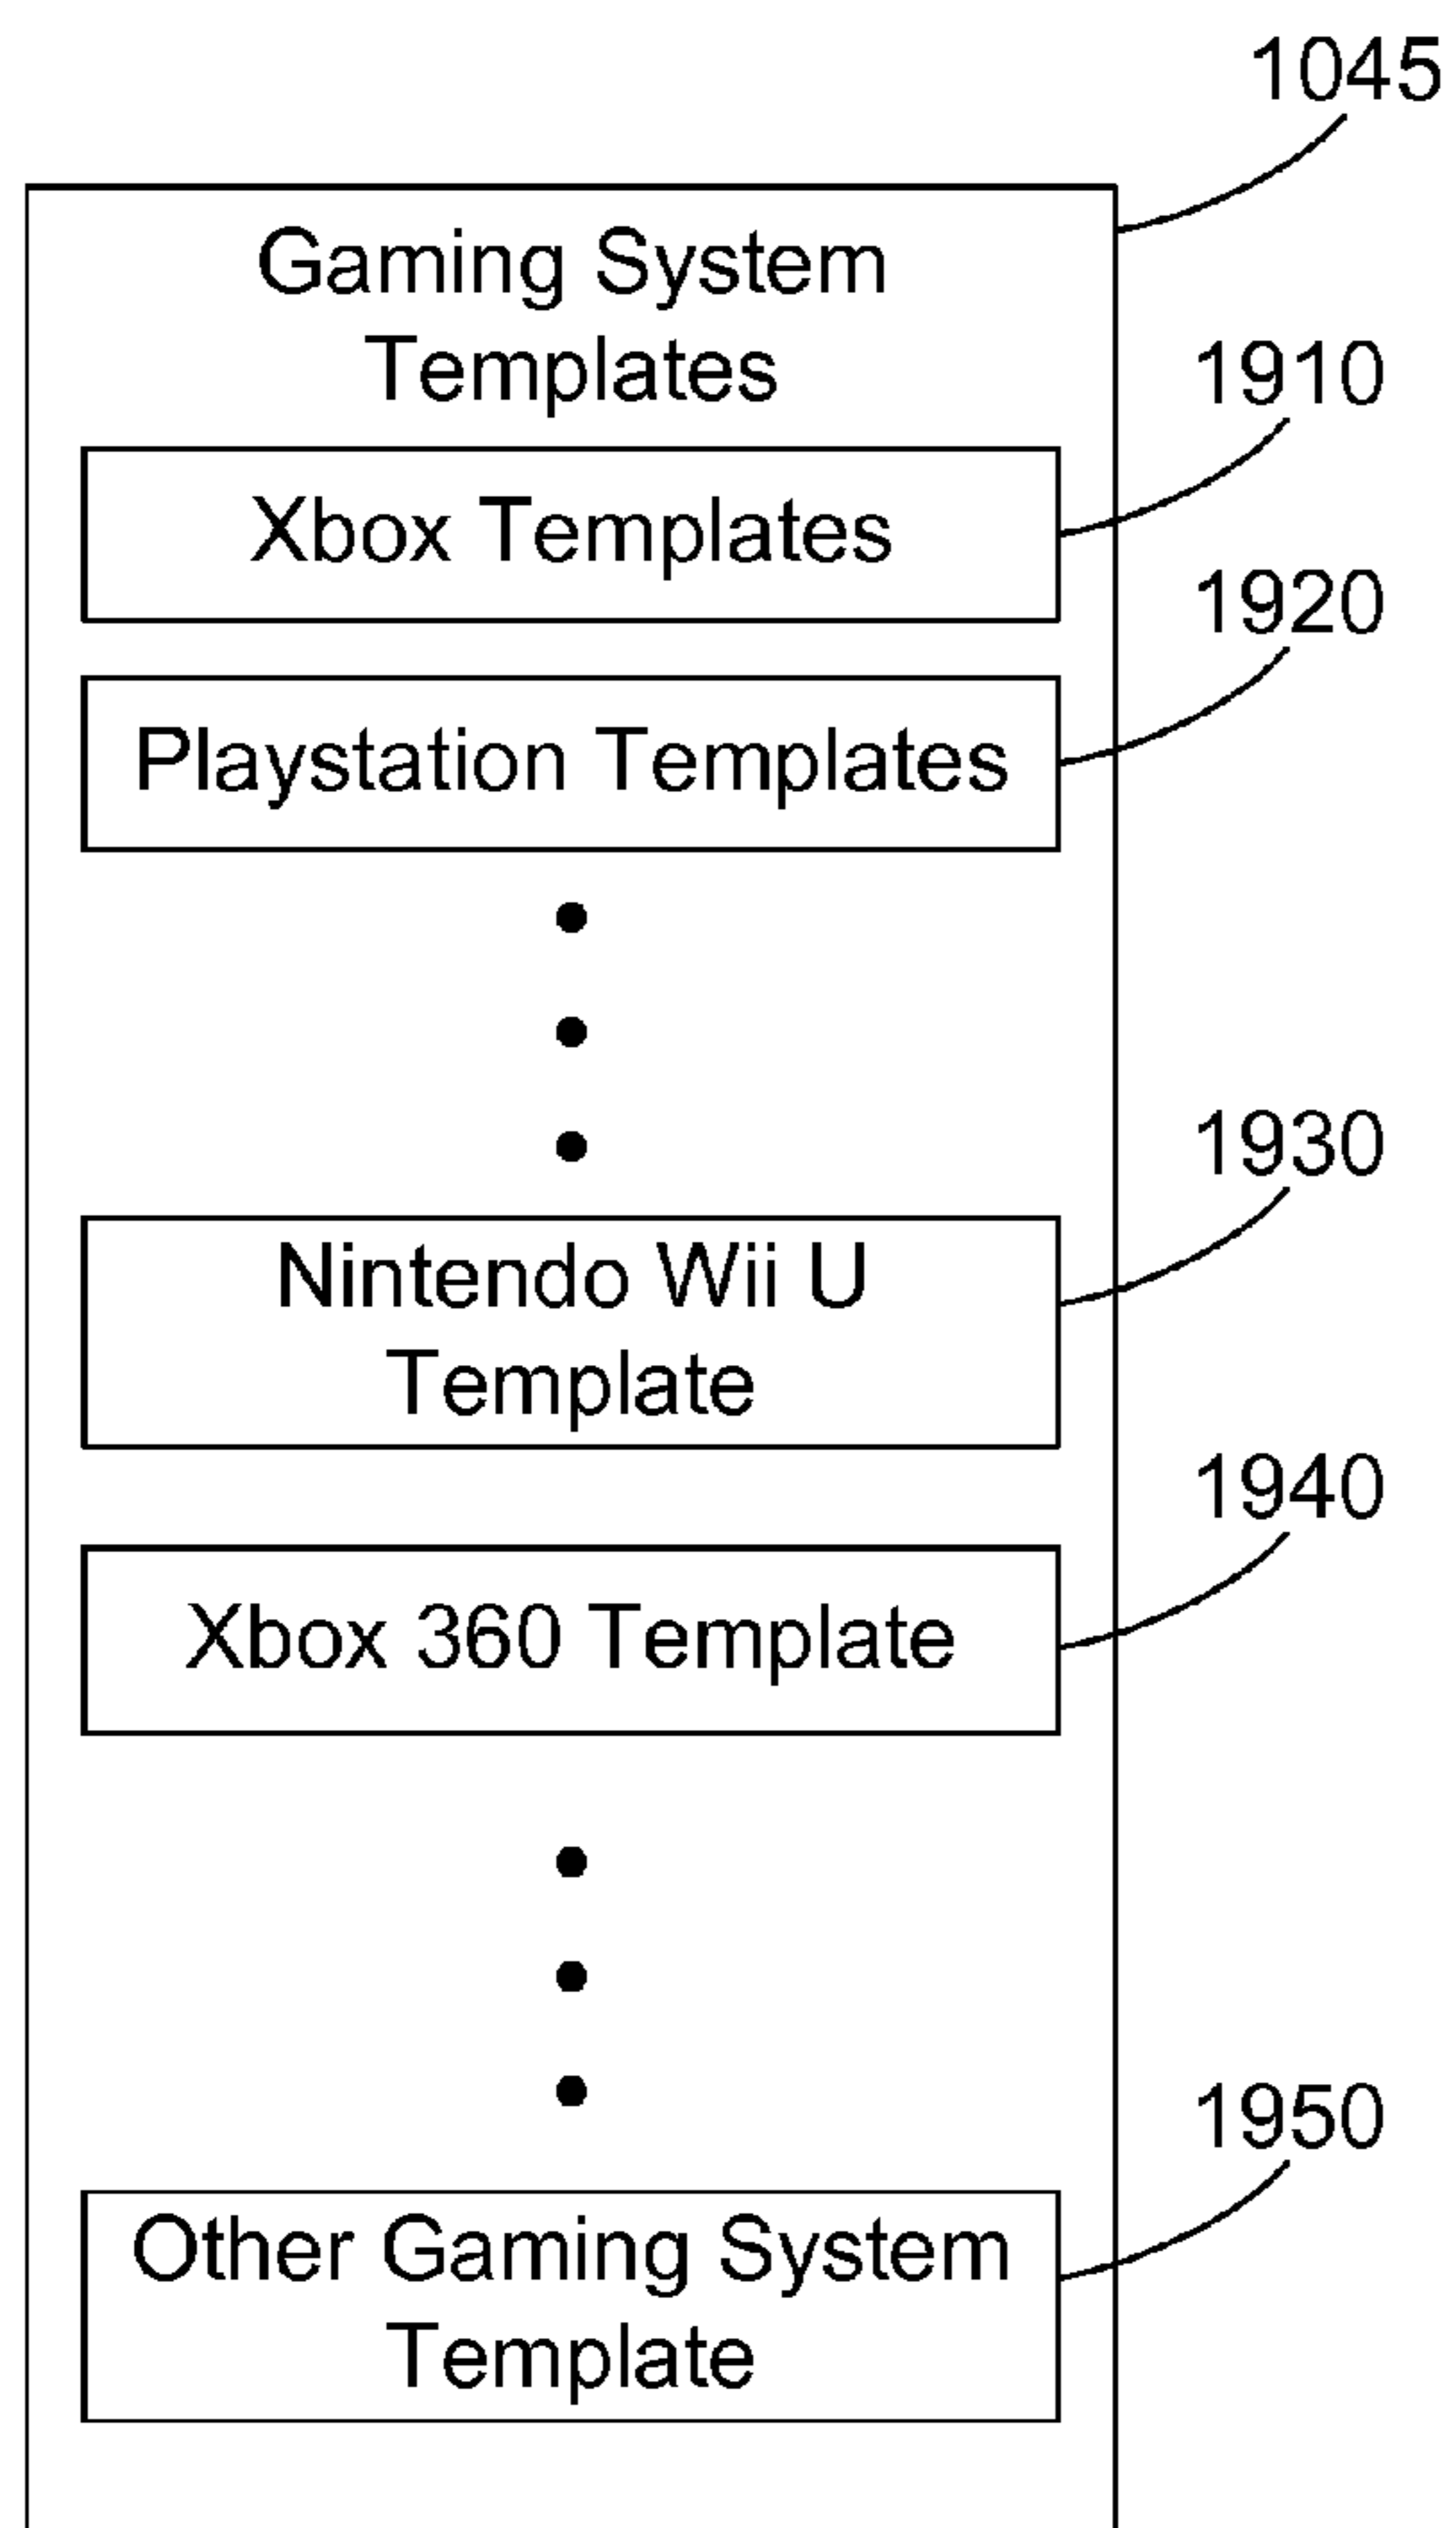 1045
Gaming System
Templates
1910
Xbox Templates
1920
Playstation Templates
1930
Nintendo Wii U
Template
1940
Xbox 360 Template
1950
Other Gaming System
Template